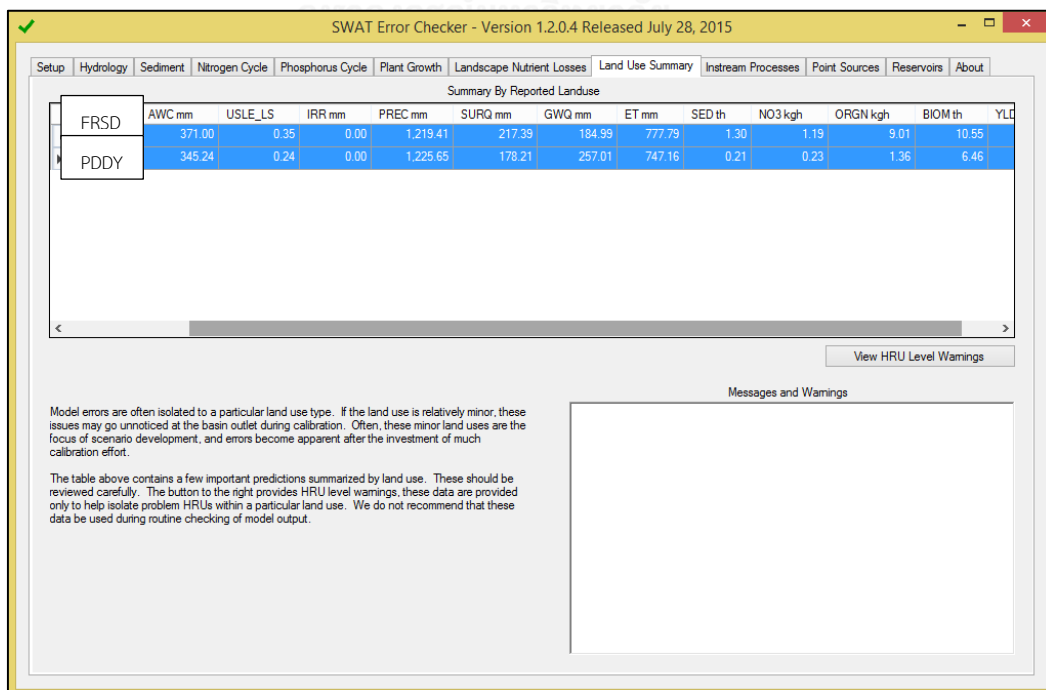 SWAT Error Checker - Version 1.2.0.4 Released July 28, 2015
Setup Hydrology Sediment Nitrogen Cycle Phosphorus Cycle Plant Growth Landscape Nutrient Losses Land Use Summary Instream Processes Point Sources Reservoirs About
Summary By Reported Landuse
AWC mm USLE_LS IRR mm PREC mm SURQ mm GWQ mm ET mm SED th NO3 kgh ORGN kgh BIOM th YLD
FRSD 371.00 0.35 0.00 1,219.41 217.39 184.99 777.79 1.30 1.19 9.01 10.55
PDDY 345.24 0.24 0.00 1,225.65 178.21 257.01 747.16 0.21 0.23 1.36 6.46
View HRU Level Warnings
Messages and Warnings
Model errors are often isolated to a particular land use type. If the land use is relatively minor, these
issues may go unnoticed at the basin outlet during calibration. Often, these minor land uses are the
focus of scenario development, and errors become apparent after the investment of much
calibration effort.
The table above contains a few important predictions summarized by land use. These should be
reviewed carefully. The button to the right provides HRU level warnings, these data are provided
only to help isolate problem HRUs within a particular land use. We do not recommend that these
data be used during routine checking of model output.